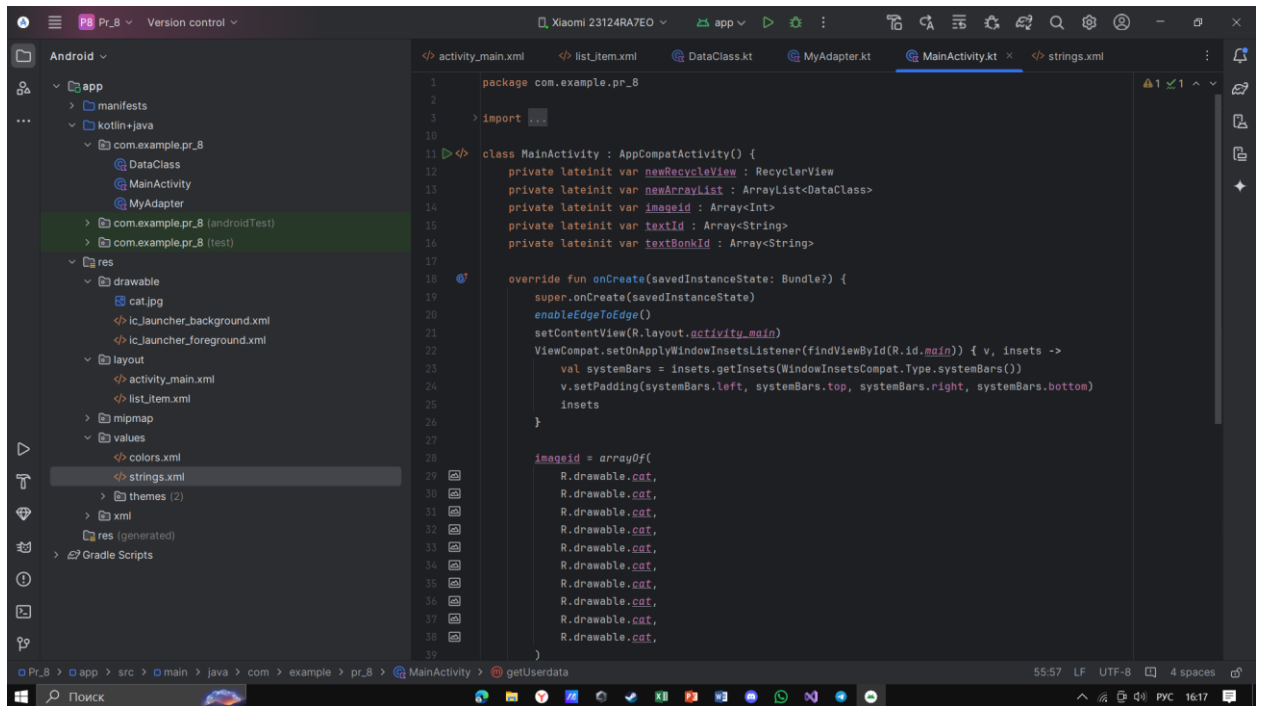 P8 Pr_8 Version control Xiaomi 23124RA7EO app
Android
activity_main.xml list_item.xml DataClass.kt MyAdapter.kt MainActivity.kt strings.xml
app
manifests
kotlin+java
com.example.pr_8
DataClass
MainActivity
MyAdapter
com.example.pr_8 (androidTest)
com.example.pr_8 (test)
res
drawable
cat.jpg
ic_launcher_background.xml
ic_launcher_foreground.xml
layout
activity_main.xml
list_item.xml
mipmap
values
colors.xml
strings.xml
themes (2)
xml
res (generated)
Gradle Scripts
1 package com.example.pr_8
2
3 import ...
10
11 class MainActivity : AppCompatActivity() {
12 private lateinit var newRecycleView : RecyclerView
13 private lateinit var newArrayList : ArrayList<DataClass>
14 private lateinit var imageid : Array<Int>
15 private lateinit var textId : Array<String>
16 private lateinit var textBonkId : Array<String>
17
18 override fun onCreate(savedInstanceState: Bundle?) {
19 super.onCreate(savedInstanceState)
20 enableEdgeToEdge()
21 setContentView(R.layout.activity_main)
22 ViewCompat.setOnApplyWindowInsetsListener(findViewById(R.id.main)) { v, insets ->
23 val systemBars = insets.getInsets(WindowInsetsCompat.Type.systemBars())
24 v.setPadding(systemBars.left, systemBars.top, systemBars.right, systemBars.bottom)
25 insets
26 }
27
28 imageid = arrayOf(
29 R.drawable.cat,
30 R.drawable.cat,
31 R.drawable.cat,
32 R.drawable.cat,
33 R.drawable.cat,
34 R.drawable.cat,
35 R.drawable.cat,
36 R.drawable.cat,
37 R.drawable.cat,
38 R.drawable.cat,
39 )
1 1
Pr_8 > app > src > main > java > com > example > pr_8 > MainActivity > getUserdata 55:57 LF UTF-8 4 spaces
Поиск РУС 16:17